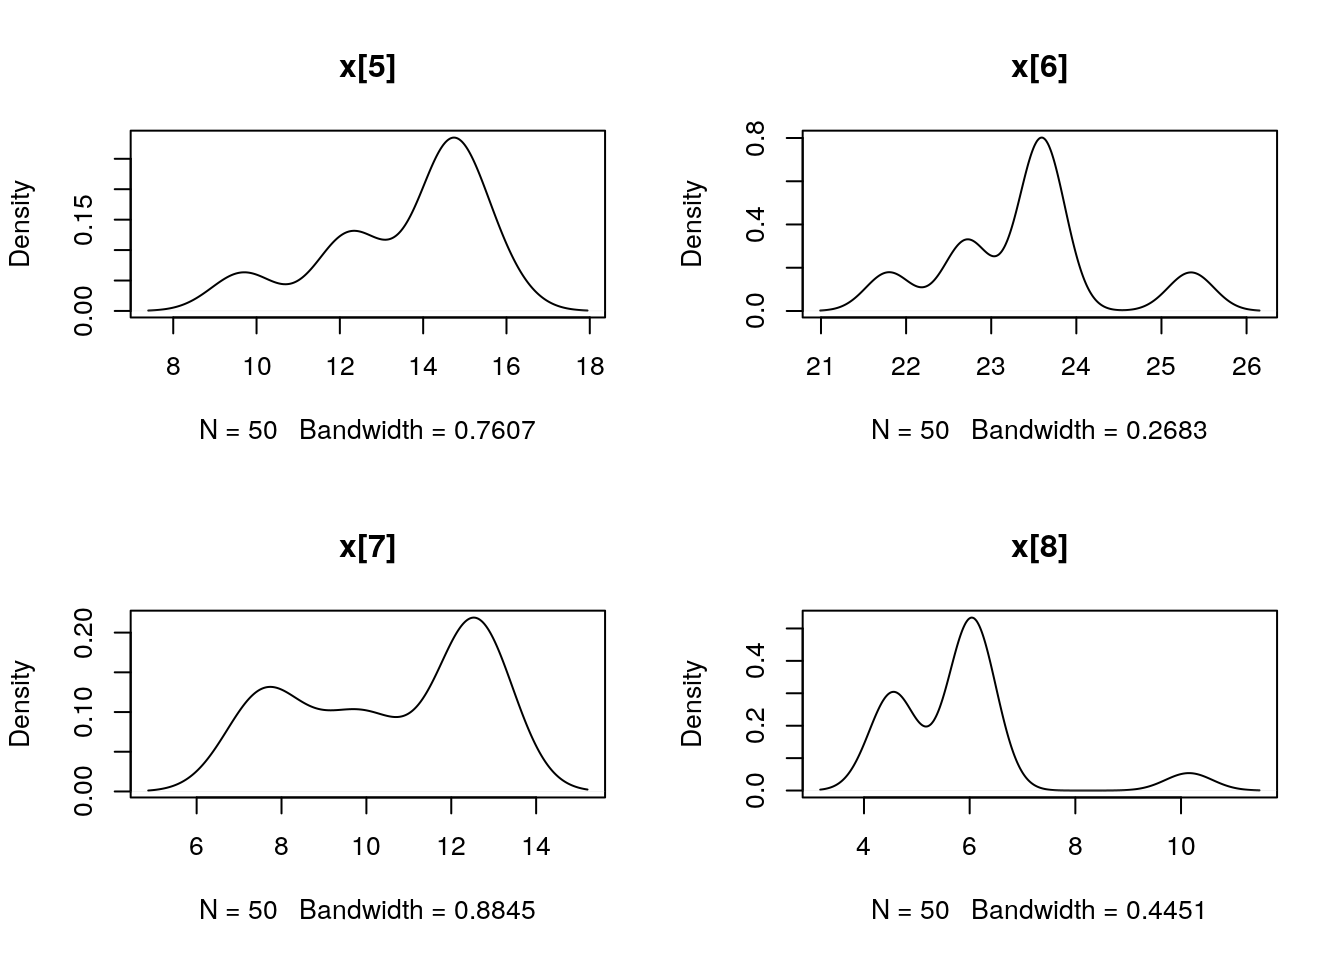 x[5]
Density
0.00 0.15
8 10 12 14 16 18
N = 50 Bandwidth = 0.7607
x[6]
Density
0.0 0.4 0.8
21 22 23 24 25 26
N = 50 Bandwidth = 0.2683
x[7]
Density
0.00 0.10 0.20
6 8 10 12 14
N = 50 Bandwidth = 0.8845
x[8]
Density
0.0 0.2 0.4
4 6 8 10
N = 50 Bandwidth = 0.4451